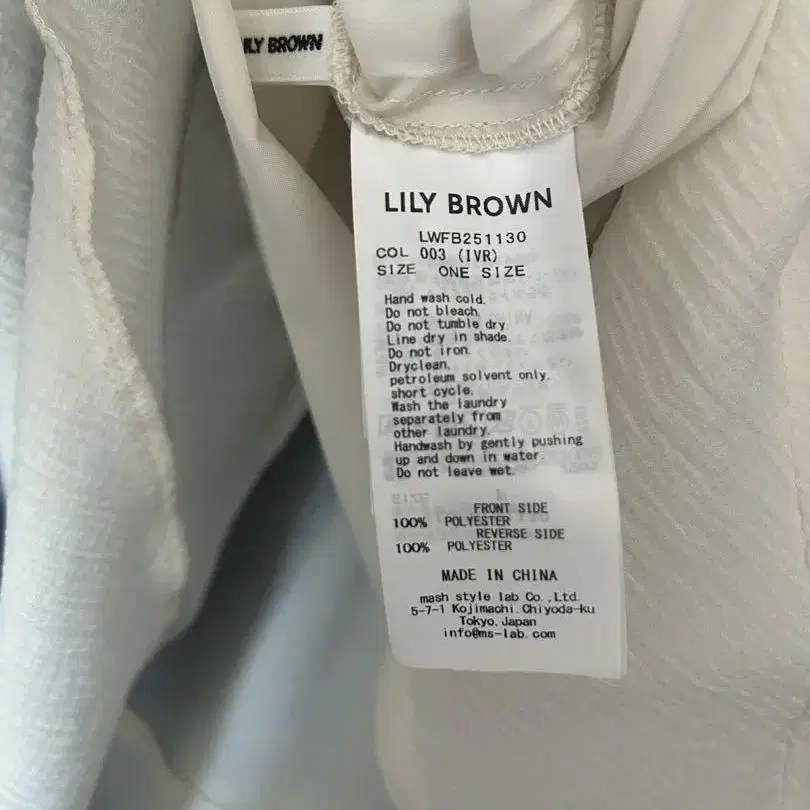 ILY BROWN
LILY BROWN
LWFB251130
COL 003 (IVR)
SIZE ONE SIZE
Hand wash cold.
Do not bleach.
Do not tumble dry.
Line dry in shade.
Do not iron.
Dryclean,
petroleum solvent only,
short cycle.
Wash the laundry
separately from
other laundry.
Handwash by gently pushing
up and down in water.
Do not leave wet.
FRONT SIDE
100% POLYESTER
REVERSE SIDE
100% POLYESTER
MADE IN CHINA
mash style lab Co.,Ltd.
5-7-1 Kojimachi,Chiyoda-ku
Tokyo,Japan
info@ms-lab.com